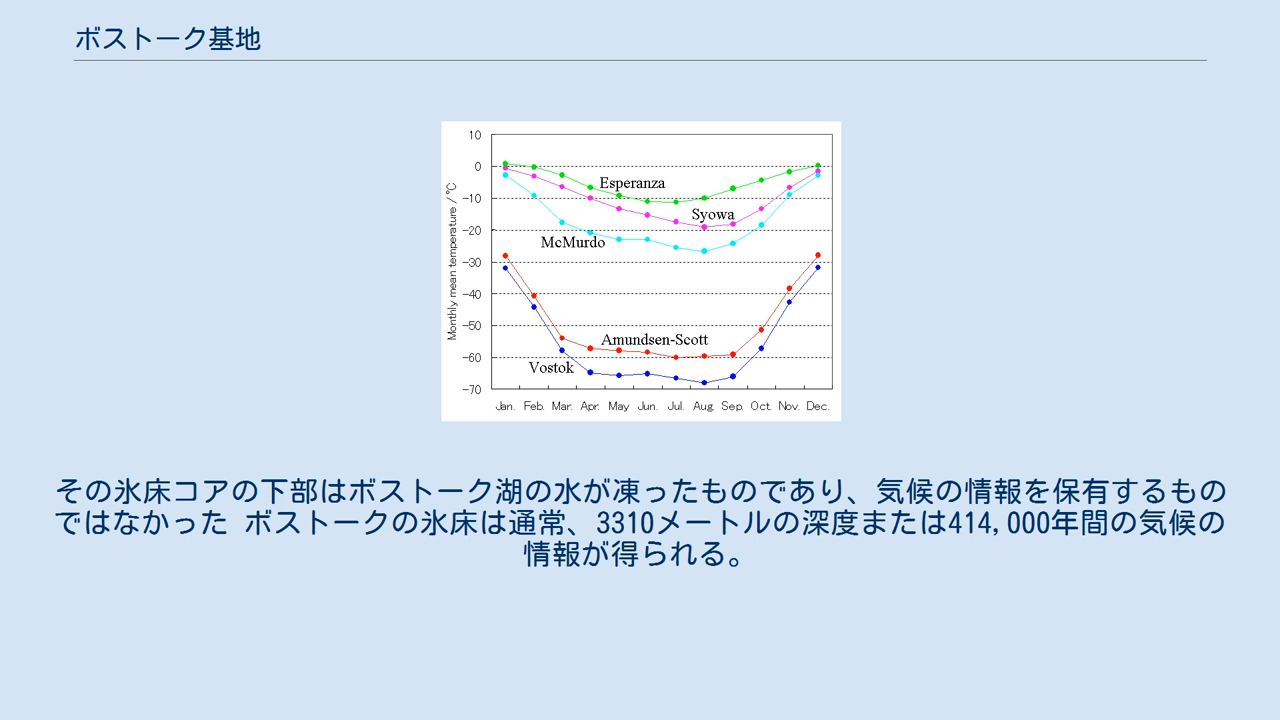 ボストーク基地
10
0
-10
-20
-30
-40
-50
-60
-70
Monthly mean temperature / °C
Esperanza
Syowa
McMurdo
Amundsen-Scott
Vostok
Jan. Feb. Mar. Apr. May Jun. Jul. Aug. Sep. Oct. Nov. Dec.
その氷床コアの下部はボストーク湖の水が凍ったものであり、気候の情報を保有するもの
ではなかった ボストークの氷床は通常、3310メートルの深度または414,000年間の気候の
情報が得られる。